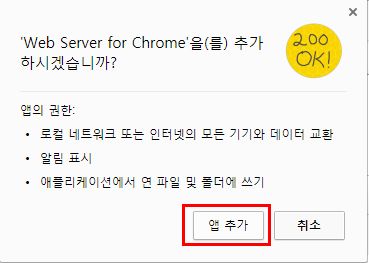 'Web Server for Chrome'을(를) 추가
하시겠습니까?
200
OK!
앱의 권한:
• 로컬 네트워크 또는 인터넷의 모든 기기와 데이터 교환
• 알림 표시
• 애플리케이션에서 연 파일 및 폴더에 쓰기
앱 추가
취소